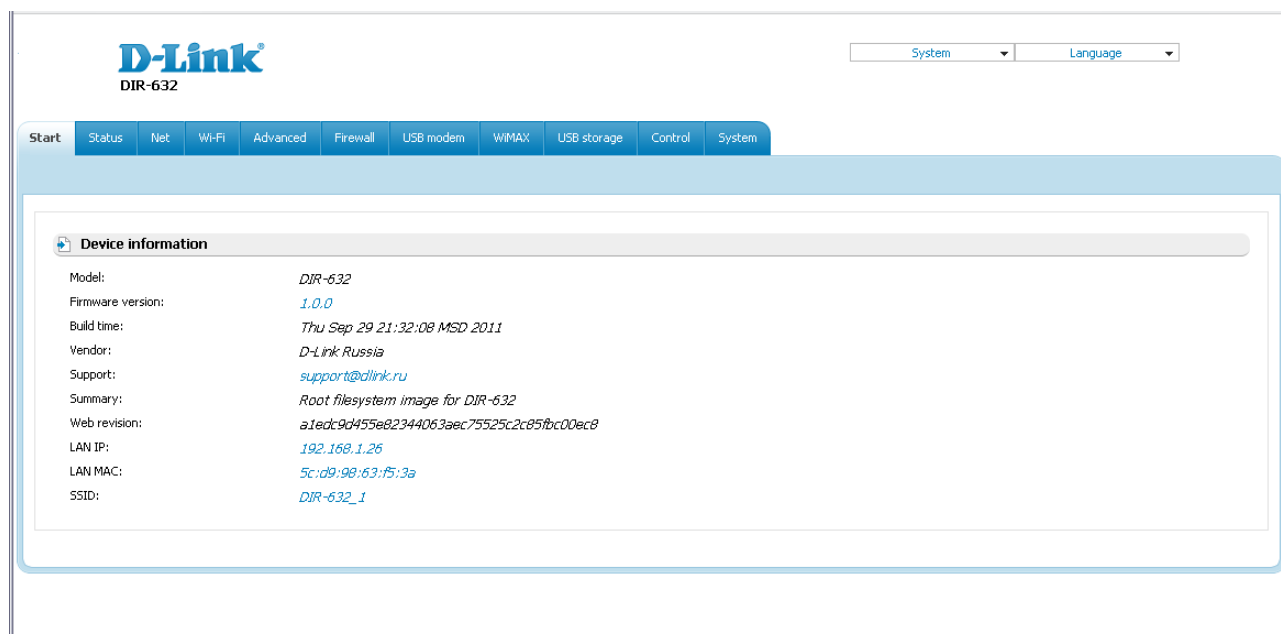 D-Link®
DIR-632
System
Language
Start Status Net Wi-Fi Advanced Firewall USB modem WiMAX USB storage Control System
Device information
Model: DIR-632
Firmware version: 1.0.0
Build time: Thu Sep 29 21:32:08 MSD 2011
Vendor: D-Link Russia
Support: support@dlink.ru
Summary: Root filesystem image for DIR-632
Web revision: a1edc9d455e82344063aec75525c2c85fbc00ec8
LAN IP: 192.168.1.26
LAN MAC: 5c:d9:98:63:f5:3a
SSID: DIR-632_1